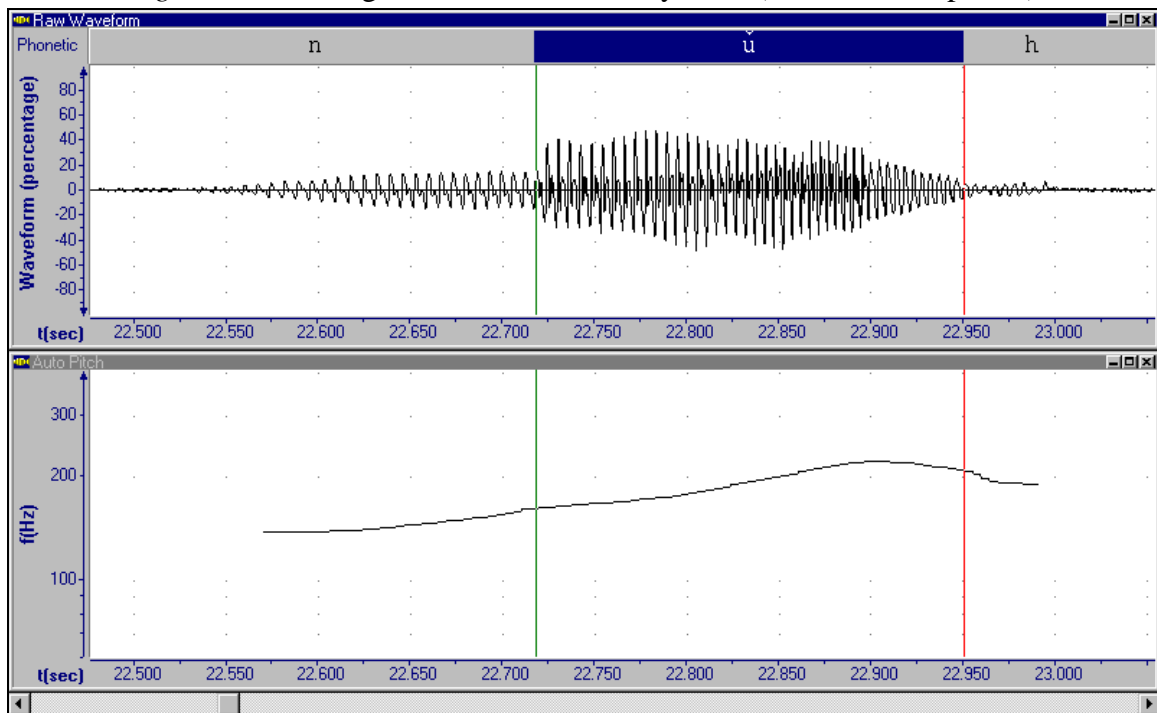 Raw Waveform
Phonetic n ǔ h
Waveform (percentage)
80
60
40
20
0
-20
-40
-60
-80
t(sec) 22.500 22.550 22.600 22.650 22.700 22.750 22.800 22.850 22.900 22.950 23.000
Auto Pitch
f(Hz)
300
200
100
t(sec) 22.500 22.550 22.600 22.650 22.700 22.750 22.800 22.850 22.900 22.950 23.000